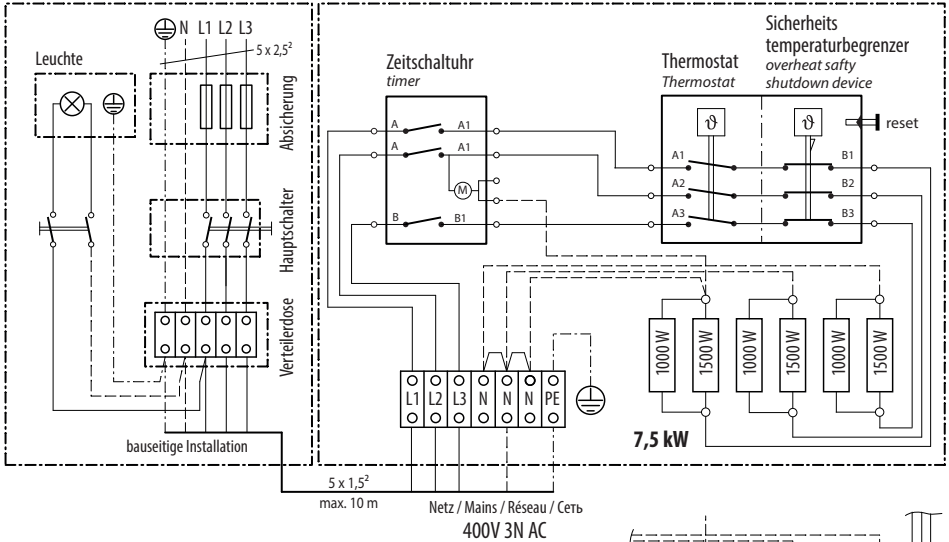 N L1 L2 L3
5 x 2,5²
Leuchte
Absicherung
Hauptschalter
Verteilerdose
bauseitige Installation
Zeitschaltuhr
timer
A A1
A A1
M
B B1
Thermostat
Thermostat
Sicherheits
temperaturbegrenzer
overheat safty
shutdown device
ϑ ϑ
reset
A1 B1
A2 B2
A3 B3
L1 L2 L3 N N N PE
1000 W 1500 W 1000 W 1500 W 1000 W 1500 W
7,5 kW
5 x 1,5²
max. 10 m
Netz / Mains / Réseau / Сеть
400V 3N AC